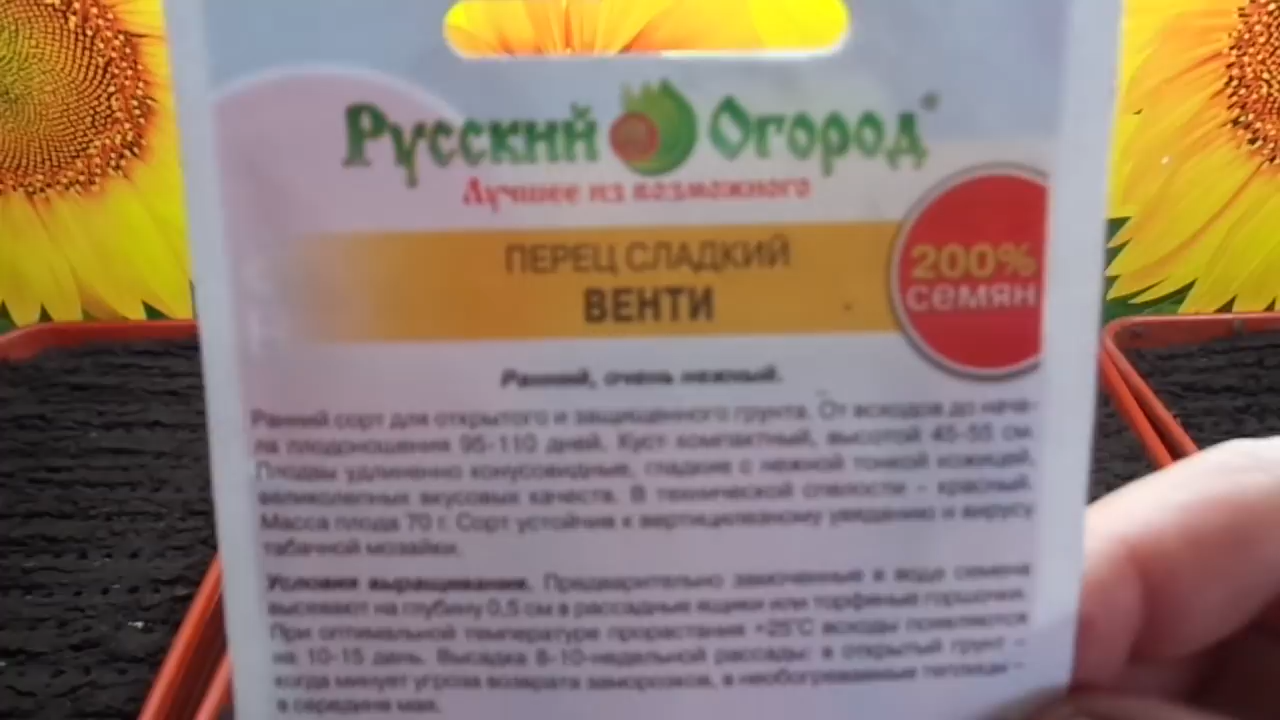 Русский Огород®
Лучшее из возможного
ПЕРЕЦ СЛАДКИЙ
ВЕНТИ
200%
семян
Ранний, очень нежный.
Ранний сорт для открытого и защищенного грунта. От всходов до нача-
ла плодоношения 95-110 дней. Куст компактный, высотой 45-55 см.
Плоды удлиненно конусовидные, гладкие с нежной тонкой кожицей,
великолепных вкусовых качеств. В технической спелости – красный.
Масса плода 70 г. Сорт устойчив к вертициллезному увяданию и вирусу
табачной мозайки.
Условия выращивания. Предварительно замоченные в воде семена
высевают на глубину 0,5 см в рассадные ящики или торфяные горшочки.
При оптимальной температуре прорастания +25°С всходы появляются
на 10-15 день. Высадка 8-10-недельной рассады: в открытый грунт –
когда минует угроза возврата заморозков, в необогреваемые теплицы –
в середине мая.